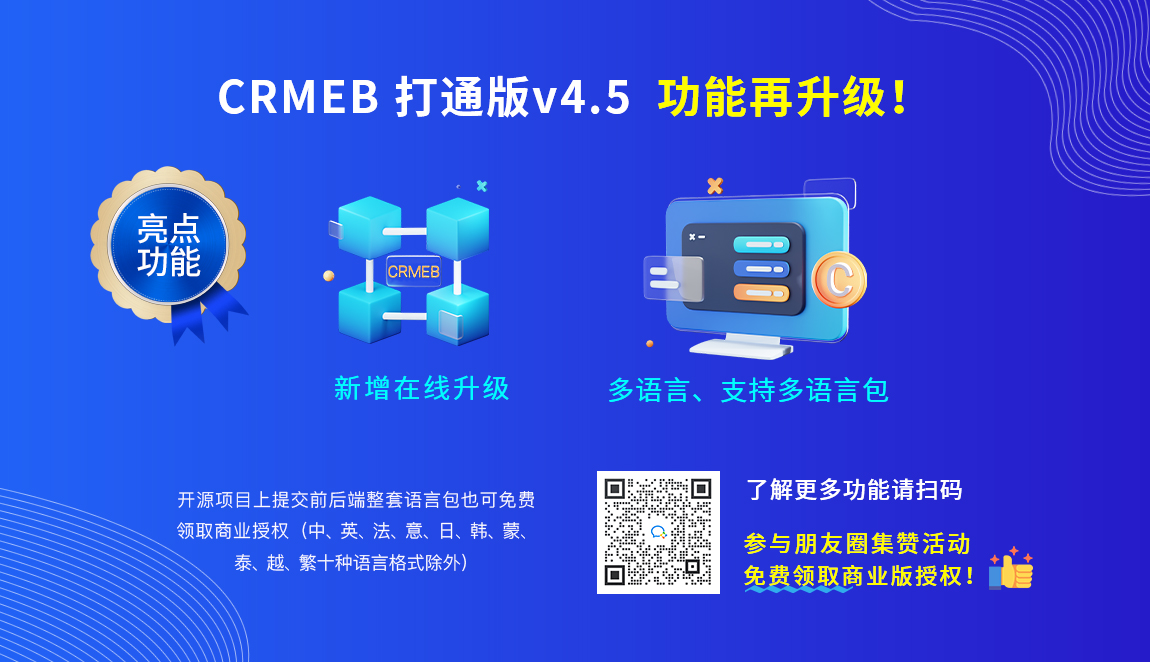 CRMEB 打通版v4.5 功能再升级！
亮点
功能
CRMEB
C
新增在线升级
多语言、支持多语言包
开源项目上提交前后端整套语言包也可免费
领取商业授权（中、英、法、意、日、韩、蒙、
泰、越、繁十种语言格式除外）
了解更多功能请扫码
参与朋友圈集赞活动
免费领取商业版授权！